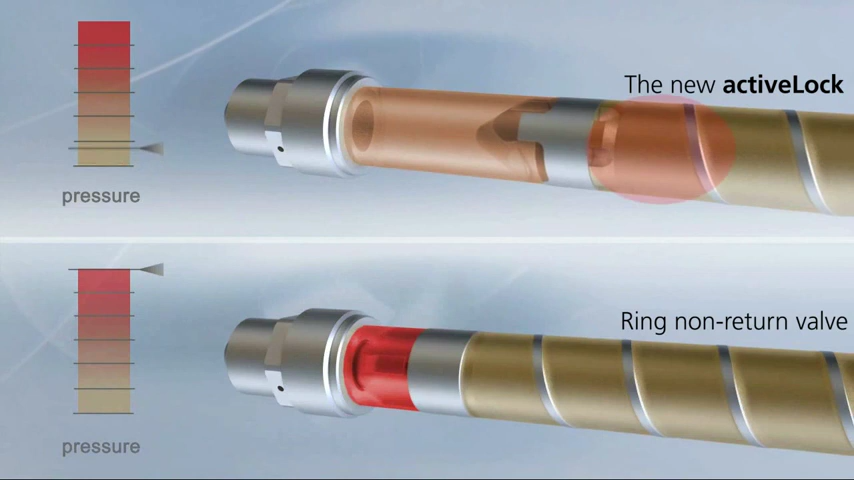 The new activeLock
pressure
Ring non-return valve
pressure